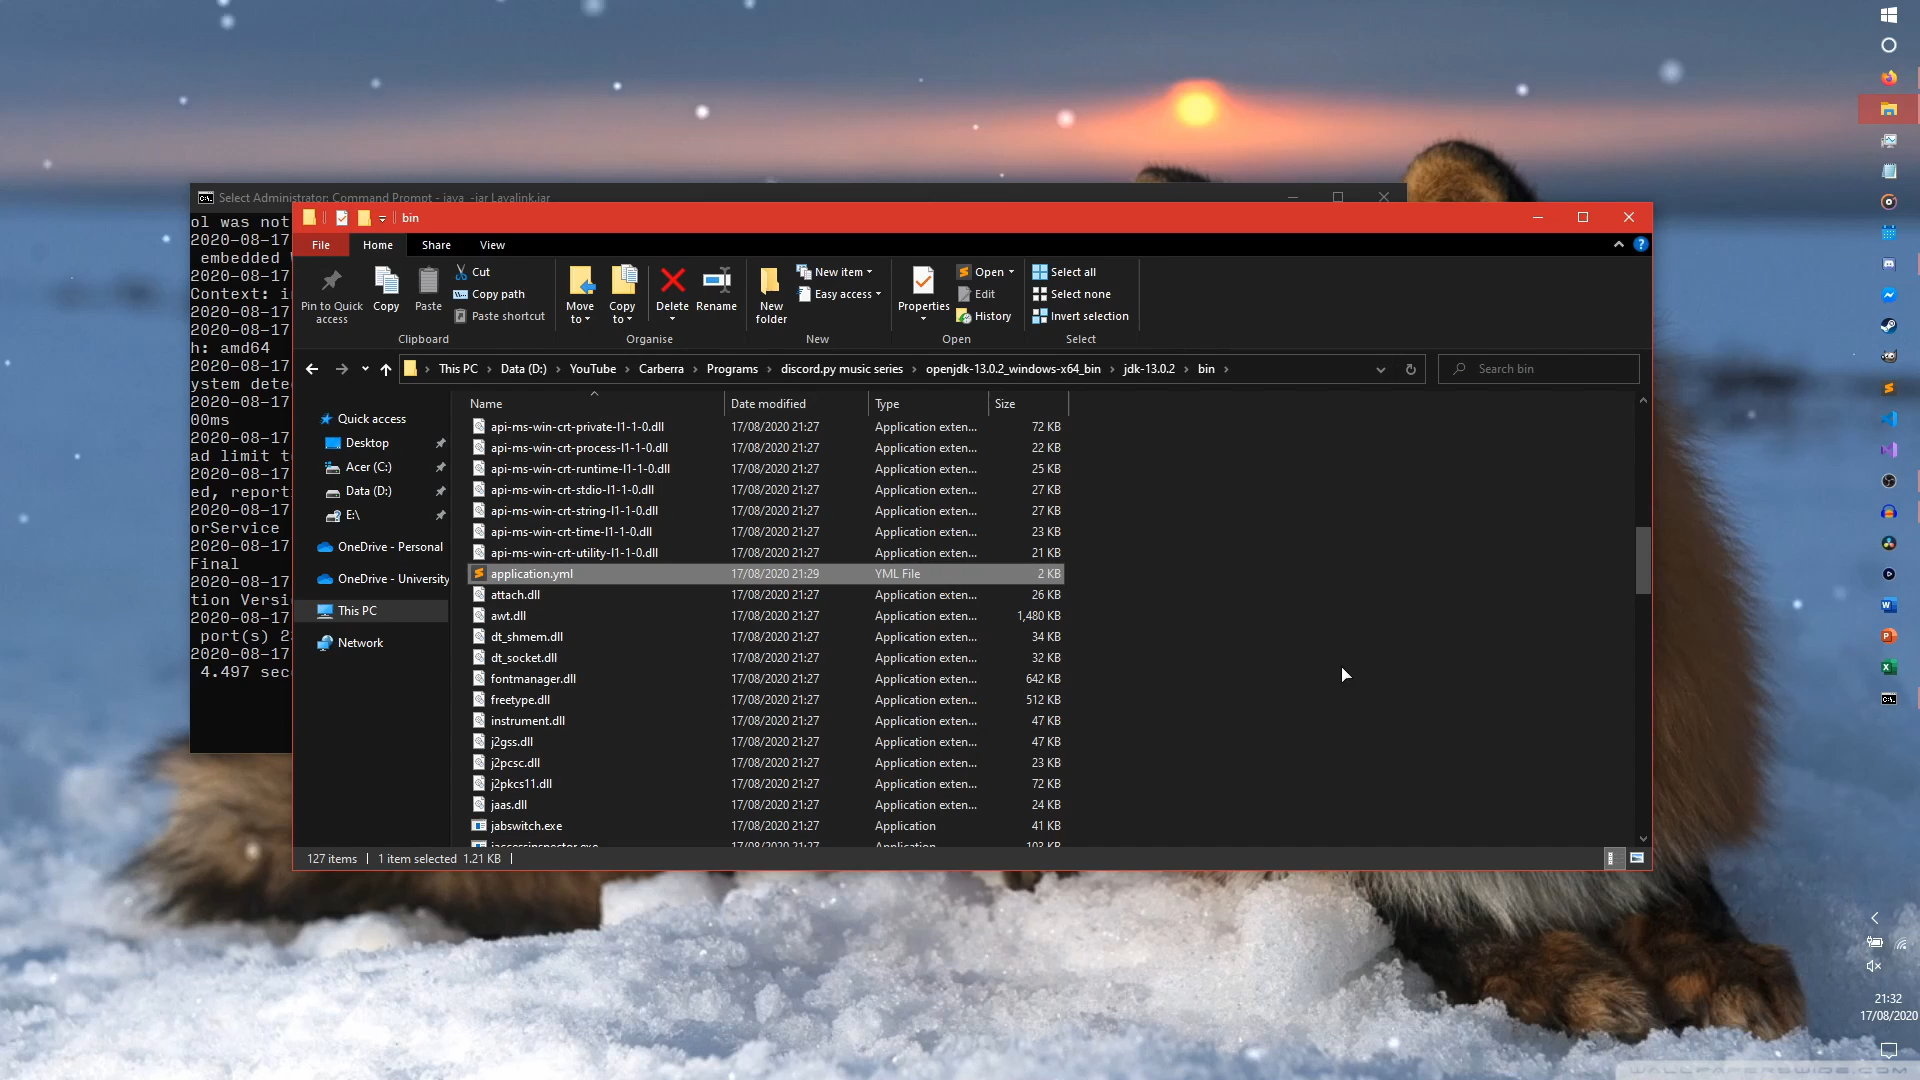 Select Administrator: Command Prompt - java -jar Lavalink.jar
ol was not
2020-08-17
embedded
2020-08-17
Context: i
2020-08-17
2020-08-17
h: amd64
2020-08-17
ystem dete
2020-08-17
00ms
2020-08-17
ad limit t
2020-08-17
ed, report
2020-08-17
orService
2020-08-17
Final
2020-08-17
tion Versi
2020-08-17
port(s) 2
2020-08-17
4.497 sec
bin
File Home Share View
Pin to Quick access
Copy
Paste
Cut
Copy path
Paste shortcut
Clipboard
Move to
Copy to
Delete
Rename
Organise
New folder
New item
Easy access
New
Properties
Open
Edit
History
Open
Select all
Select none
Invert selection
Select
This PC › Data (D:) › YouTube › Carberra › Programs › discord.py music series › openjdk-13.0.2_windows-x64_bin › jdk-13.0.2 › bin ›
Search bin
Quick access
Desktop
Acer (C:)
Data (D:)
E:\
OneDrive - Personal
OneDrive - University
This PC
Network
Name Date modified Type Size
api-ms-win-crt-private-l1-1-0.dll 17/08/2020 21:27 Application exten... 72 KB
api-ms-win-crt-process-l1-1-0.dll 17/08/2020 21:27 Application exten... 22 KB
api-ms-win-crt-runtime-l1-1-0.dll 17/08/2020 21:27 Application exten... 25 KB
api-ms-win-crt-stdio-l1-1-0.dll 17/08/2020 21:27 Application exten... 27 KB
api-ms-win-crt-string-l1-1-0.dll 17/08/2020 21:27 Application exten... 27 KB
api-ms-win-crt-time-l1-1-0.dll 17/08/2020 21:27 Application exten... 23 KB
api-ms-win-crt-utility-l1-1-0.dll 17/08/2020 21:27 Application exten... 21 KB
application.yml 17/08/2020 21:29 YML File 2 KB
attach.dll 17/08/2020 21:27 Application exten... 26 KB
awt.dll 17/08/2020 21:27 Application exten... 1,480 KB
dt_shmem.dll 17/08/2020 21:27 Application exten... 34 KB
dt_socket.dll 17/08/2020 21:27 Application exten... 32 KB
fontmanager.dll 17/08/2020 21:27 Application exten... 642 KB
freetype.dll 17/08/2020 21:27 Application exten... 512 KB
instrument.dll 17/08/2020 21:27 Application exten... 47 KB
j2gss.dll 17/08/2020 21:27 Application exten... 47 KB
j2pcsc.dll 17/08/2020 21:27 Application exten... 23 KB
j2pkcs11.dll 17/08/2020 21:27 Application exten... 72 KB
jaas.dll 17/08/2020 21:27 Application exten... 24 KB
jabswitch.exe 17/08/2020 21:27 Application 41 KB
jaccessinspector.exe 17/08/2020 21:27 Application 103 KB
127 items 1 item selected 1.21 KB
21:32
17/08/2020
WALLPAPERSWIDE.COM